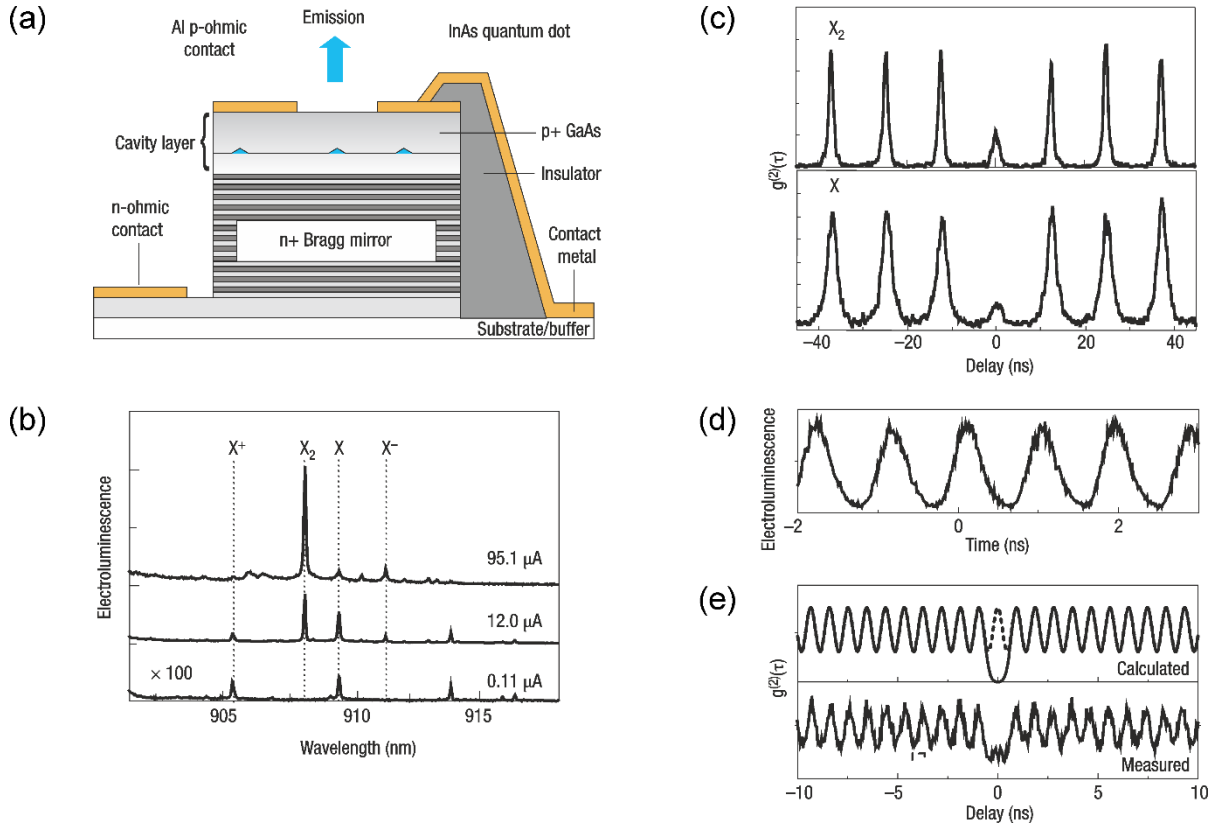 (a)
Al p-ohmic
contact
Emission
InAs quantum dot
Cavity layer
p+ GaAs
Insulator
n-ohmic
contact
n+ Bragg mirror
Contact
metal
Substrate/buffer
(b)
Electroluminescence
X⁺
X₂
X
X⁻
95.1 µA
12.0 µA
× 100
0.11 µA
905
910
915
Wavelength (nm)
(c)
X₂
X
g⁽²⁾(τ)
–40
–20
0
20
40
Delay (ns)
(d)
Electroluminescence
–2
0
2
Time (ns)
(e)
g⁽²⁾(τ)
Calculated
Measured
–10
–5
0
5
10
Delay (ns)